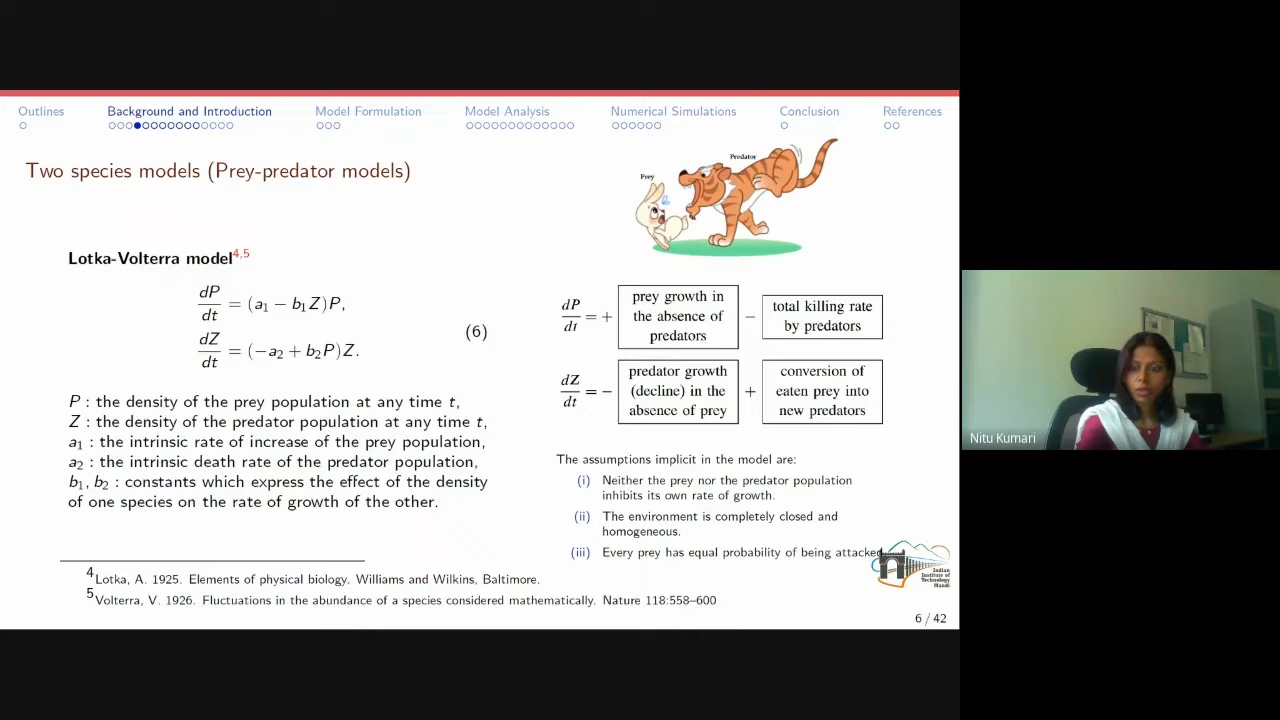 Outlines Background and Introduction Model Formulation Model Analysis Numerical Simulations Conclusion References
Two species models (Prey-predator models)
Prey
Predator
Lotka-Volterra model4,5
dP/dt = (a1 − b1Z)P,
dZ/dt = (−a2 + b2P)Z.
(6)
P : the density of the prey population at any time t,
Z : the density of the predator population at any time t,
a1 : the intrinsic rate of increase of the prey population,
a2 : the intrinsic death rate of the predator population,
b1, b2 : constants which express the effect of the density
of one species on the rate of growth of the other.
dP/dt = + prey growth in the absence of predators − total killing rate by predators
dZ/dt = − predator growth (decline) in the absence of prey + conversion of eaten prey into new predators
The assumptions implicit in the model are:
(i) Neither the prey nor the predator population
inhibits its own rate of growth.
(ii) The environment is completely closed and
homogeneous.
(iii) Every prey has equal probability of being attacked
Indian
Institute of
Technology
Mandi
4 Lotka, A. 1925. Elements of physical biology. Williams and Wilkins, Baltimore.
5 Volterra, V. 1926. Fluctuations in the abundance of a species considered mathematically. Nature 118:558–600
6 / 42
Nitu Kumari